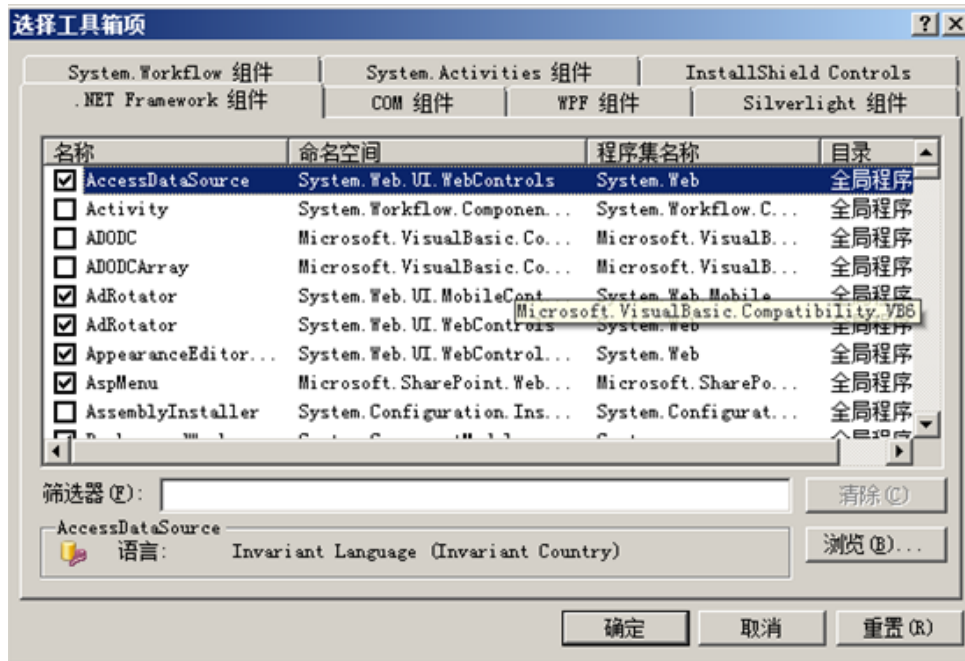 选择工具箱项
System.Workflow 组件 System.Activities 组件 InstallShield Controls
.NET Framework 组件 COM 组件 WPF 组件 Silverlight 组件
名称 命名空间 程序集名称 目录
AccessDataSource System.Web.UI.WebControls System.Web 全局程序
Activity System.Workflow.Componen... System.Workflow.C... 全局程序
ADODC Microsoft.VisualBasic.Co... Microsoft.VisualB... 全局程序
ADODCArray Microsoft.VisualBasic.Co... Microsoft.VisualB... 全局程序
AdRotator System.Web.UI.MobileCont... System.Web.Mobile 全局程序
Microsoft.VisualBasic.Compatibility.VB6
AdRotator System.Web.UI.WebControls System.Web 全局程序
AppearanceEditor... System.Web.UI.WebControl... System.Web 全局程序
AspMenu Microsoft.SharePoint.Web... Microsoft.SharePo... 全局程序
AssemblyInstaller System.Configuration.Ins... System.Configurat... 全局程序
筛选器(F): 清除(C)
AccessDataSource
语言: Invariant Language (Invariant Country) 浏览(B)...
确定 取消 重置(R)